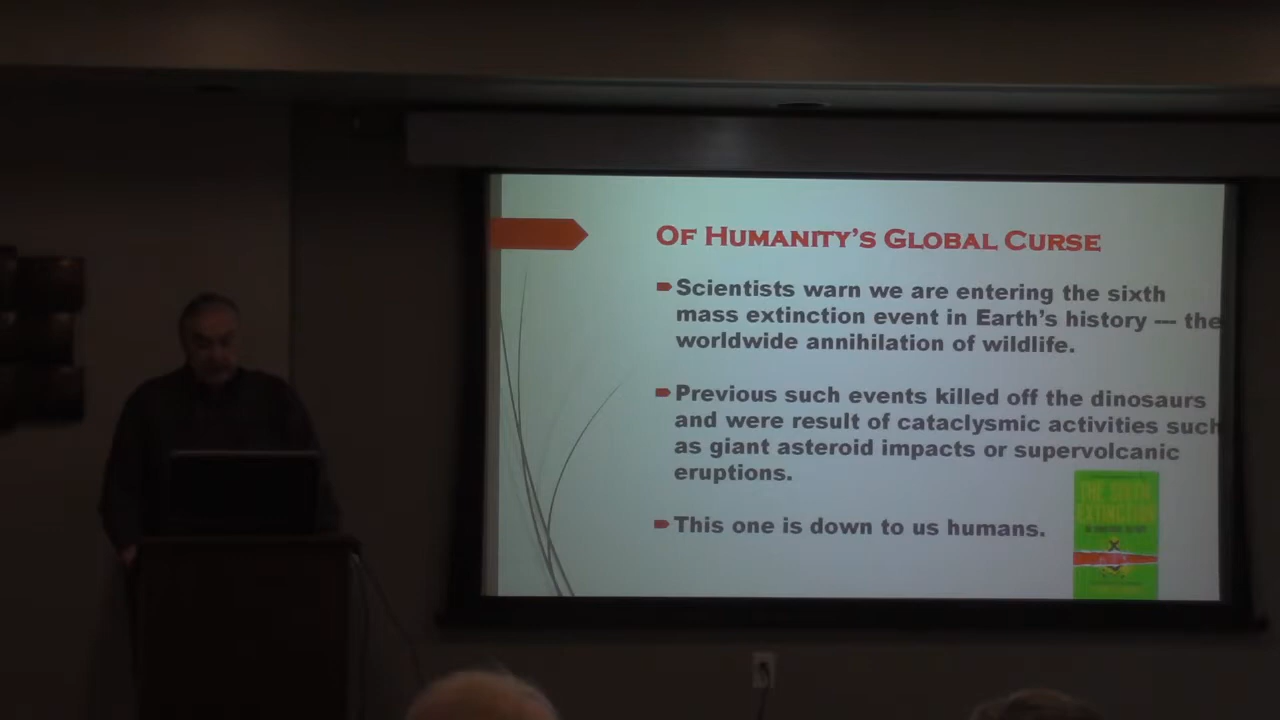 OF HUMANITY'S GLOBAL CURSE
Scientists warn we are entering the sixth
mass extinction event in Earth's history — the
worldwide annihilation of wildlife.
Previous such events killed off the dinosaurs
and were result of cataclysmic activities such
as giant asteroid impacts or supervolcanic
eruptions.
This one is down to us humans.
THE SIXTH
EXTINCTION